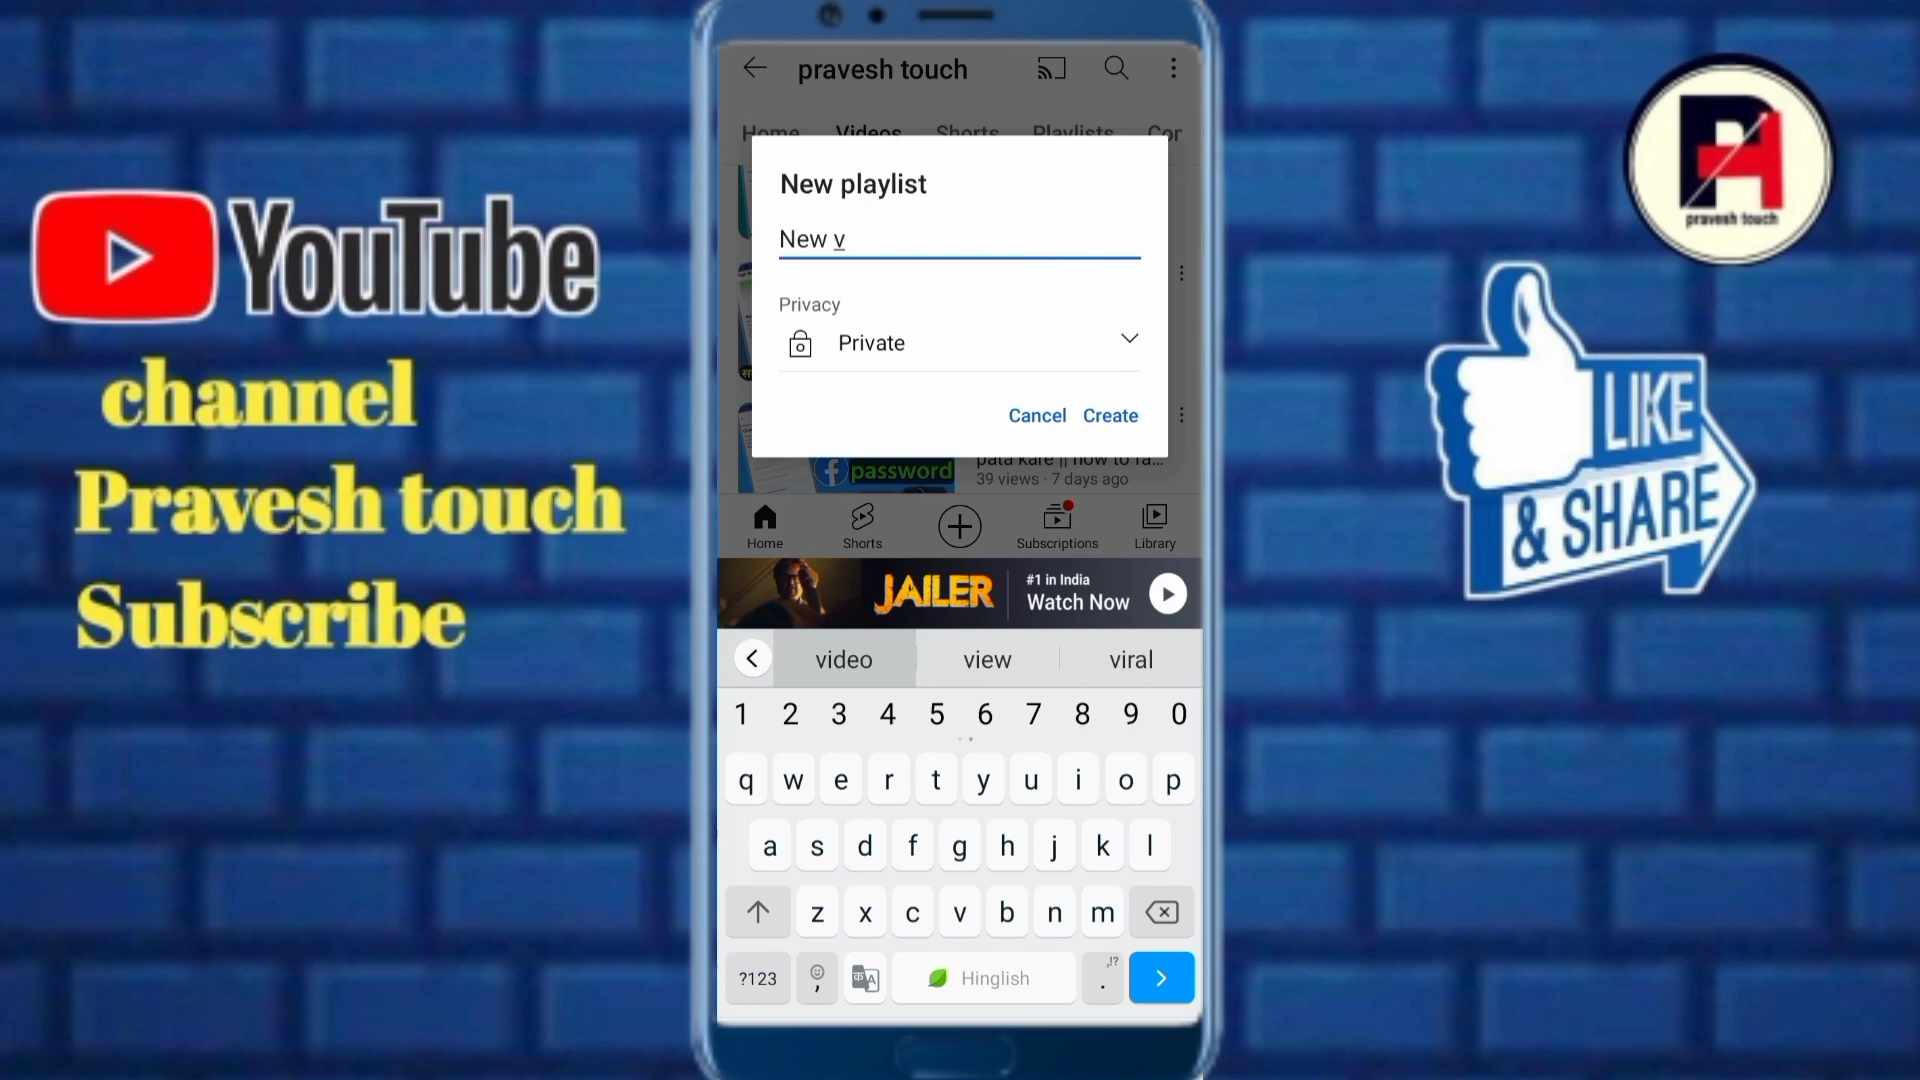 YouTube
channel
Pravesh touch
Subscribe
pravesh touch
Home Videos Shorts Playlists
New playlist
New v
Privacy
Private
Cancel Create
password
39 views · 7 days ago
Home Shorts Subscriptions Library
JAILER
#1 in India
Watch Now
video view viral
1 2 3 4 5 6 7 8 9 0
q w e r t y u i o p
a s d f g h j k l
z x c v b n m
,!?
?123 , Hinglish .
pravesh touch
LIKE
& SHARE